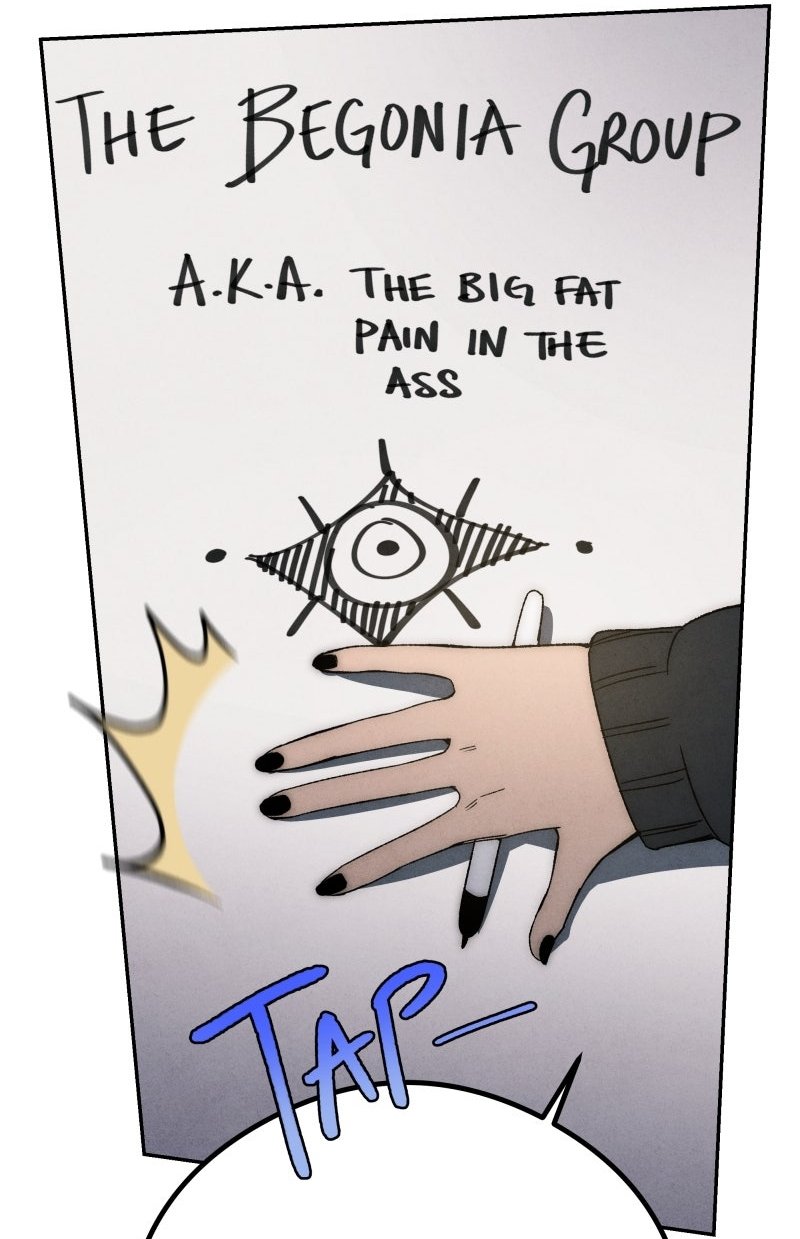 THE BEGONIA GROUP
A.K.A. THE BIG FAT
PAIN IN THE
ASS
TAP—